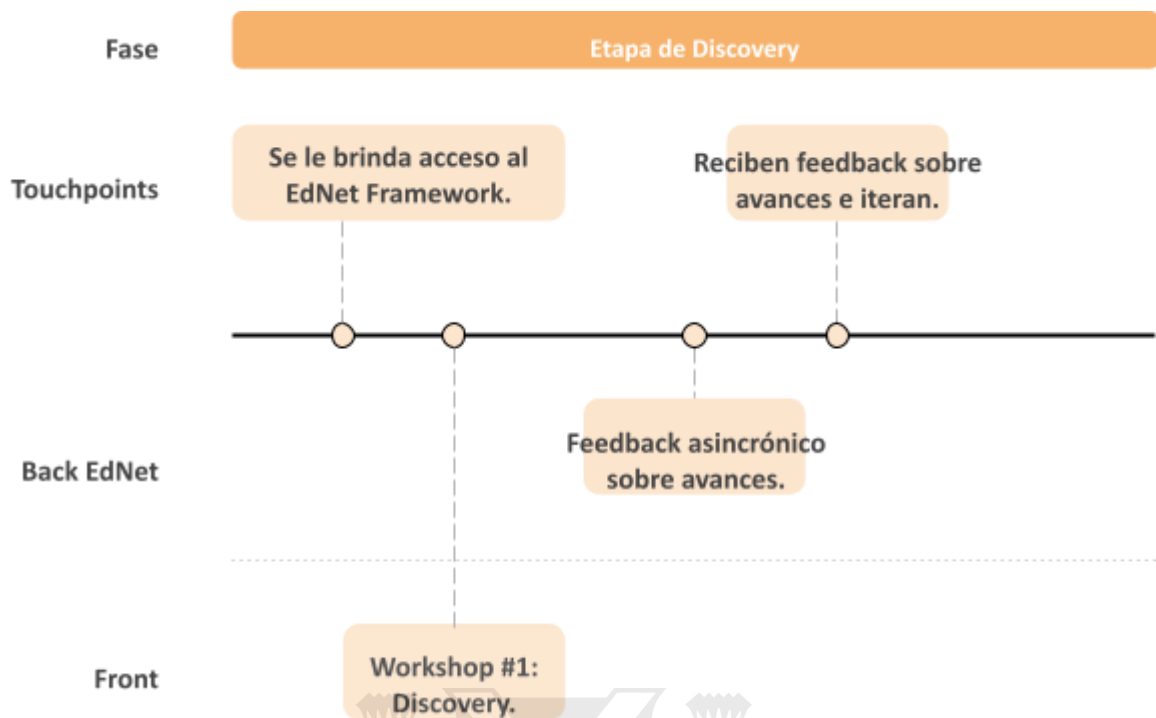 Fase
Etapa de Discovery
Touchpoints
Se le brinda acceso al
EdNet Framework.
Reciben feedback sobre
avances e iteran.
Back EdNet
Feedback asincrónico
sobre avances.
Front
Workshop #1:
Discovery.